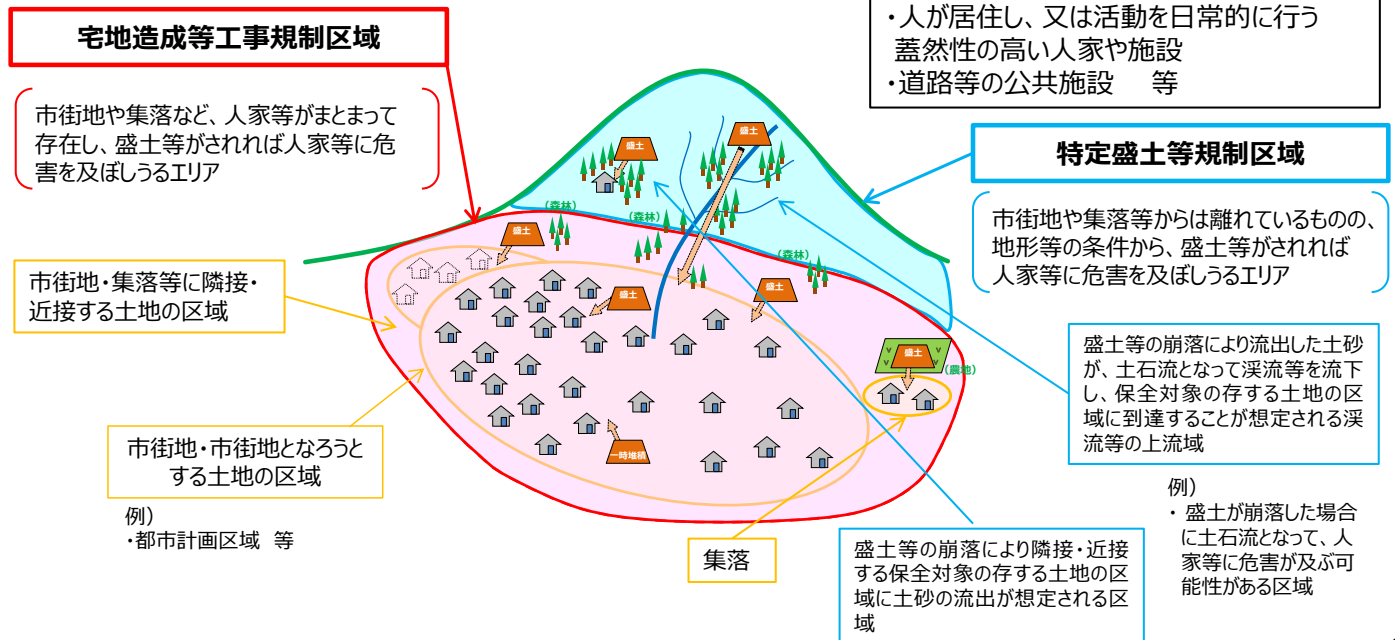 宅地造成等工事規制区域
市街地や集落など、人家等がまとまって
存在し、盛土等がされれば人家等に危
害を及ぼしうるエリア
・人が居住し、又は活動を日常的に行う
蓋然性の高い人家や施設
・道路等の公共施設　等
特定盛土等規制区域
市街地や集落等からは離れているものの、
地形等の条件から、盛土等がされれば
人家等に危害を及ぼしうるエリア
盛土
盛土
(森林)
(森林)
(森林)
盛土
盛土
盛土
盛土
(農地)
一時堆積
市街地・集落等に隣接・
近接する土地の区域
市街地・市街地となろうと
する土地の区域
例）
・都市計画区域　等
集落
盛土等の崩落により流出した土砂
が、土石流となって渓流等を流下
し、保全対象の存する土地の区
域に到達することが想定される渓
流等の上流域
例）
・ 盛土が崩落した場合
に土石流となって、人
家等に危害が及ぶ可
能性がある区域
盛土等の崩落により隣接・近接
する保全対象の存する土地の区
域に土砂の流出が想定される区
域